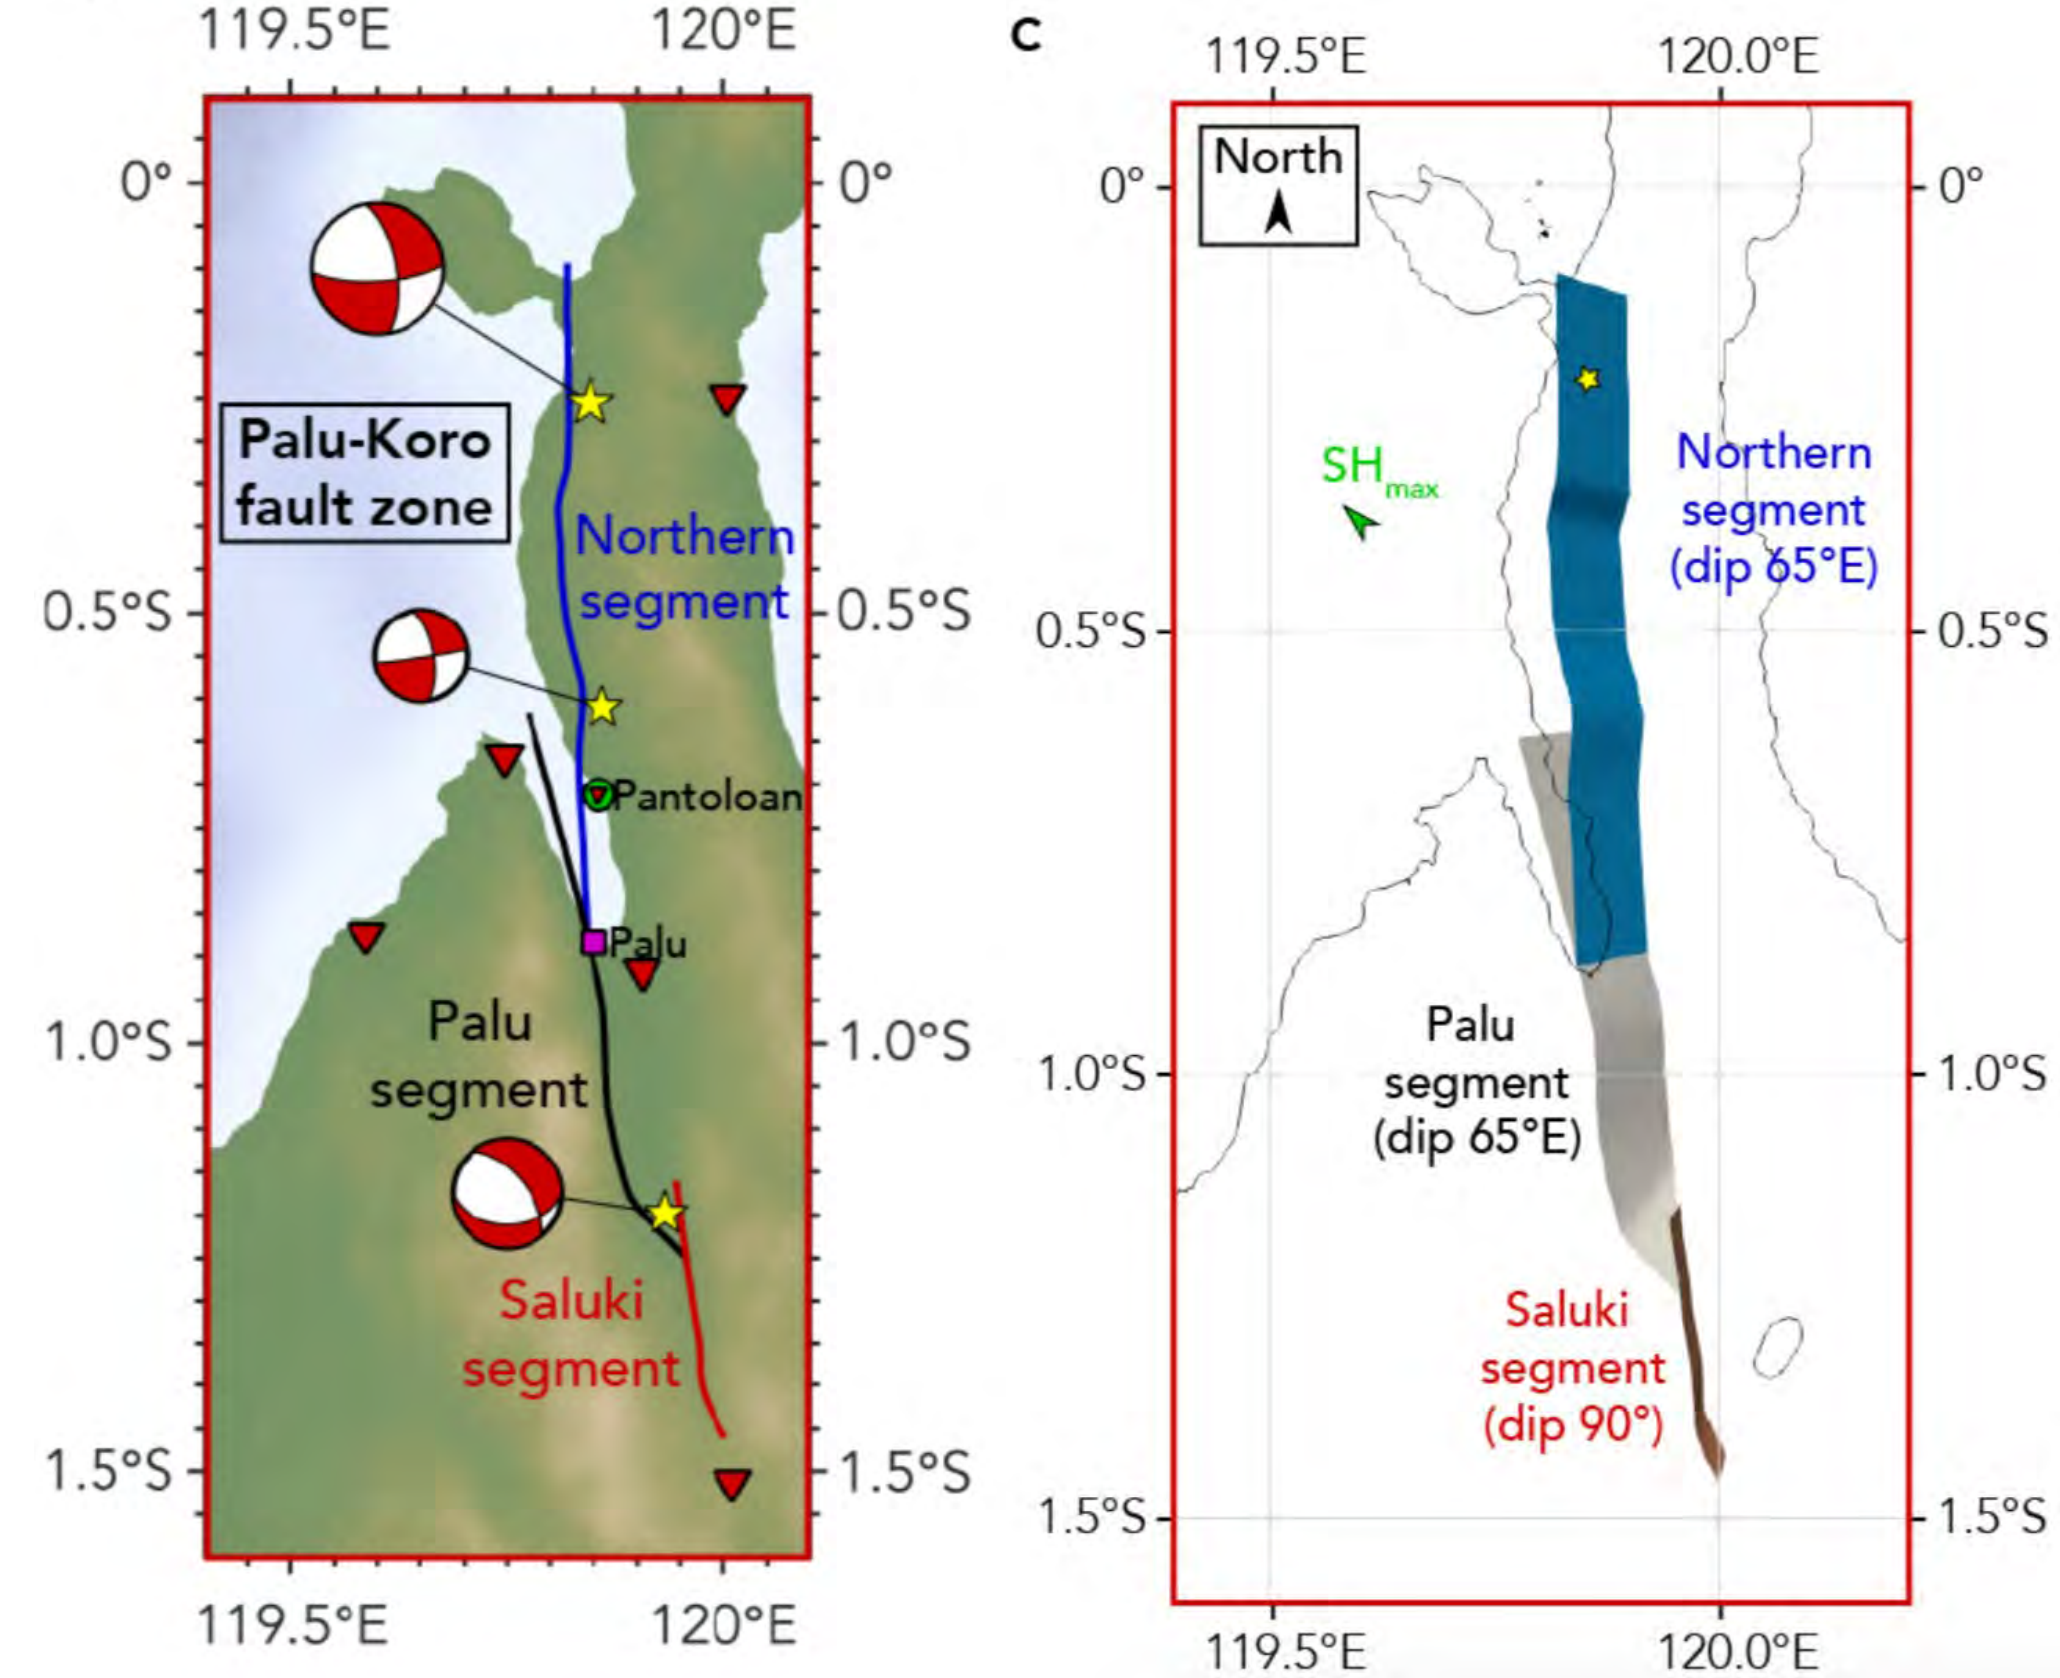 119.5°E 120°E
0° 0°
Palu-Koro
fault zone
Northern
segment
0.5°S 0.5°S
Pantoloan
Palu
Palu
segment
1.0°S 1.0°S
Saluki
segment
1.5°S 1.5°S
119.5°E 120°E
C
119.5°E 120.0°E
North
0° 0°
SHmax
Northern
segment
(dip 65°E)
0.5°S 0.5°S
Palu
segment
(dip 65°E)
1.0°S 1.0°S
Saluki
segment
(dip 90°)
1.5°S 1.5°S
119.5°E 120.0°E